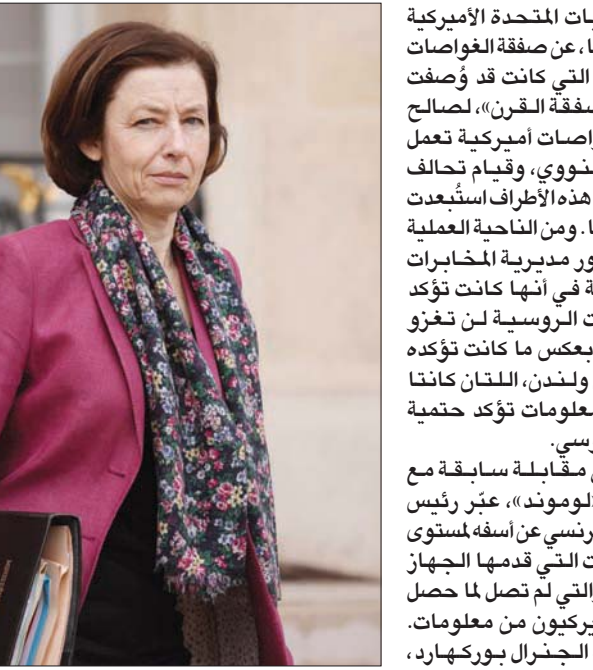 يات المتحدة الأميركية
ا، عن صفقة الغواصات
التي كانت قد وُصفت
سفقة القرن»، لصالح
واصات أميركية تعمل
نووي، وقيام تحالف
هذه الأطراف استُبعدت
ا. ومن الناحية العملية
ور مديرية المخابرات
ة في أنها كانت تؤكد
ت الروسية لن تغزو
بعكس ما كانت تؤكده
ولندن، اللتان كانتا
معلومات تؤكد حتمية
رسي.
مقابلة سابقة مع
لوموند»، عبّر رئيس
رنسي عن أسفه لمستوى
ت التي قدمها الجهاز
والتي لم تصل لما حصل
يركيون من معلومات.
الجنرال بوركهارد،